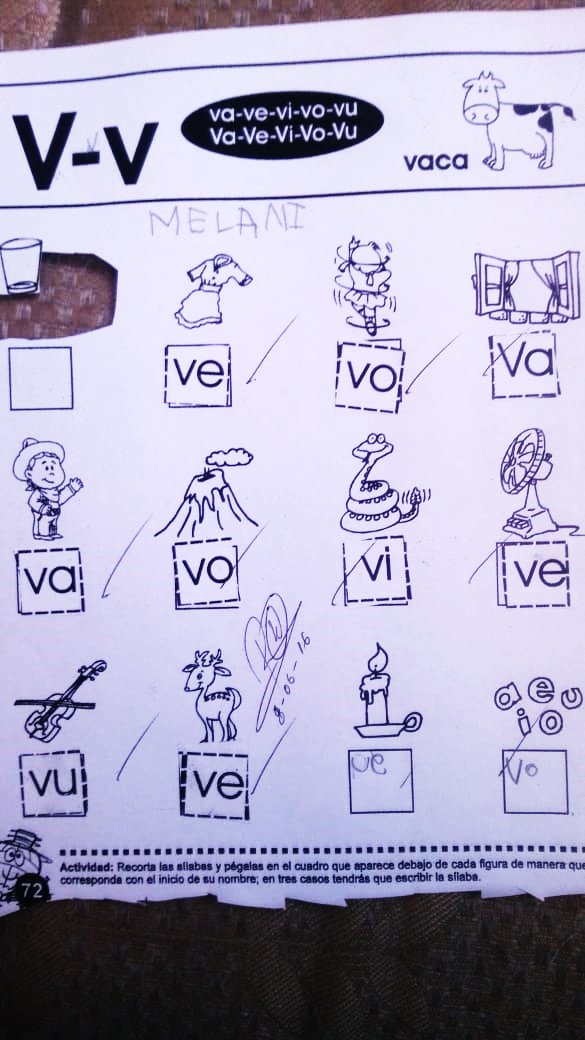 V-v
va-ve-vi-vo-vu
Va-Ve-Vi-Vo-Vu
vaca
MELANI
ve
vo
Va
va
vo
vi
ve
8-06-16
vu
ve
ve
a e u
i o
vo
Actividad: Recorta las sílabas y pégalas en el cuadro que aparece debajo de cada figura de manera que
corresponda con el inicio de su nombre; en tres casos tendrás que escribir la sílaba.
72